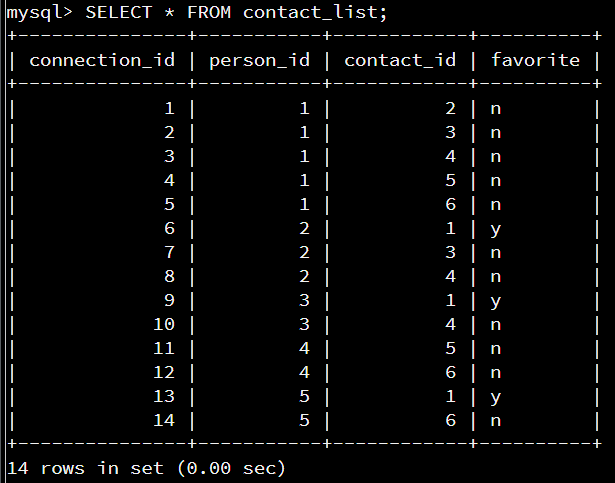 mysql> SELECT * FROM contact_list;
+---------------+-----------+------------+----------+
| connection_id | person_id | contact_id | favorite |
+---------------+-----------+------------+----------+
|             1 |         1 |          2 | n        |
|             2 |         1 |          3 | n        |
|             3 |         1 |          4 | n        |
|             4 |         1 |          5 | n        |
|             5 |         1 |          6 | n        |
|             6 |         2 |          1 | y        |
|             7 |         2 |          3 | n        |
|             8 |         2 |          4 | n        |
|             9 |         3 |          1 | y        |
|            10 |         3 |          4 | n        |
|            11 |         4 |          5 | n        |
|            12 |         4 |          6 | n        |
|            13 |         5 |          1 | y        |
|            14 |         5 |          6 | n        |
+---------------+-----------+------------+----------+
14 rows in set (0.00 sec)